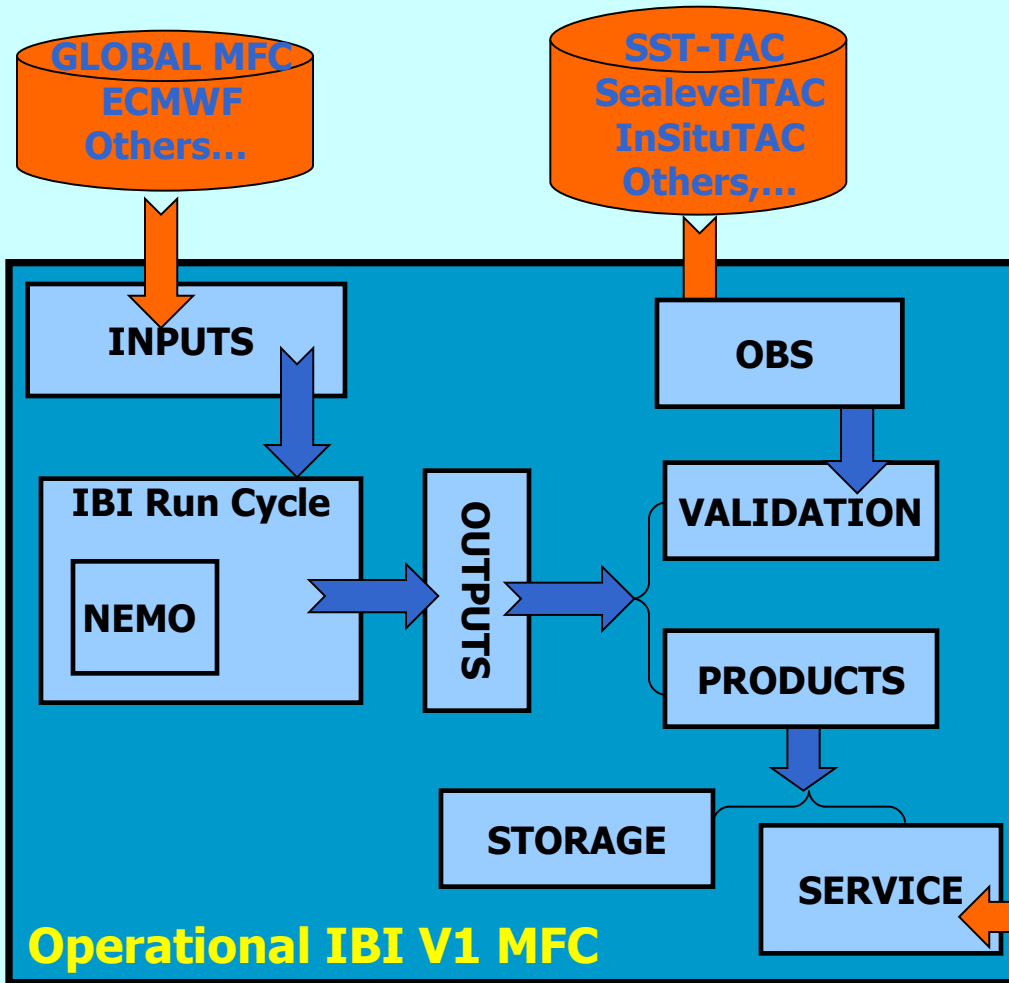 GLOBAL MFC
ECMWF
Others...
SST-TAC
SealevelTAC
InSituTAC
Others,...
INPUTS
OBS
IBI Run Cycle
NEMO
OUTPUTS
VALIDATION
PRODUCTS
STORAGE
SERVICE
Operational IBI V1 MFC